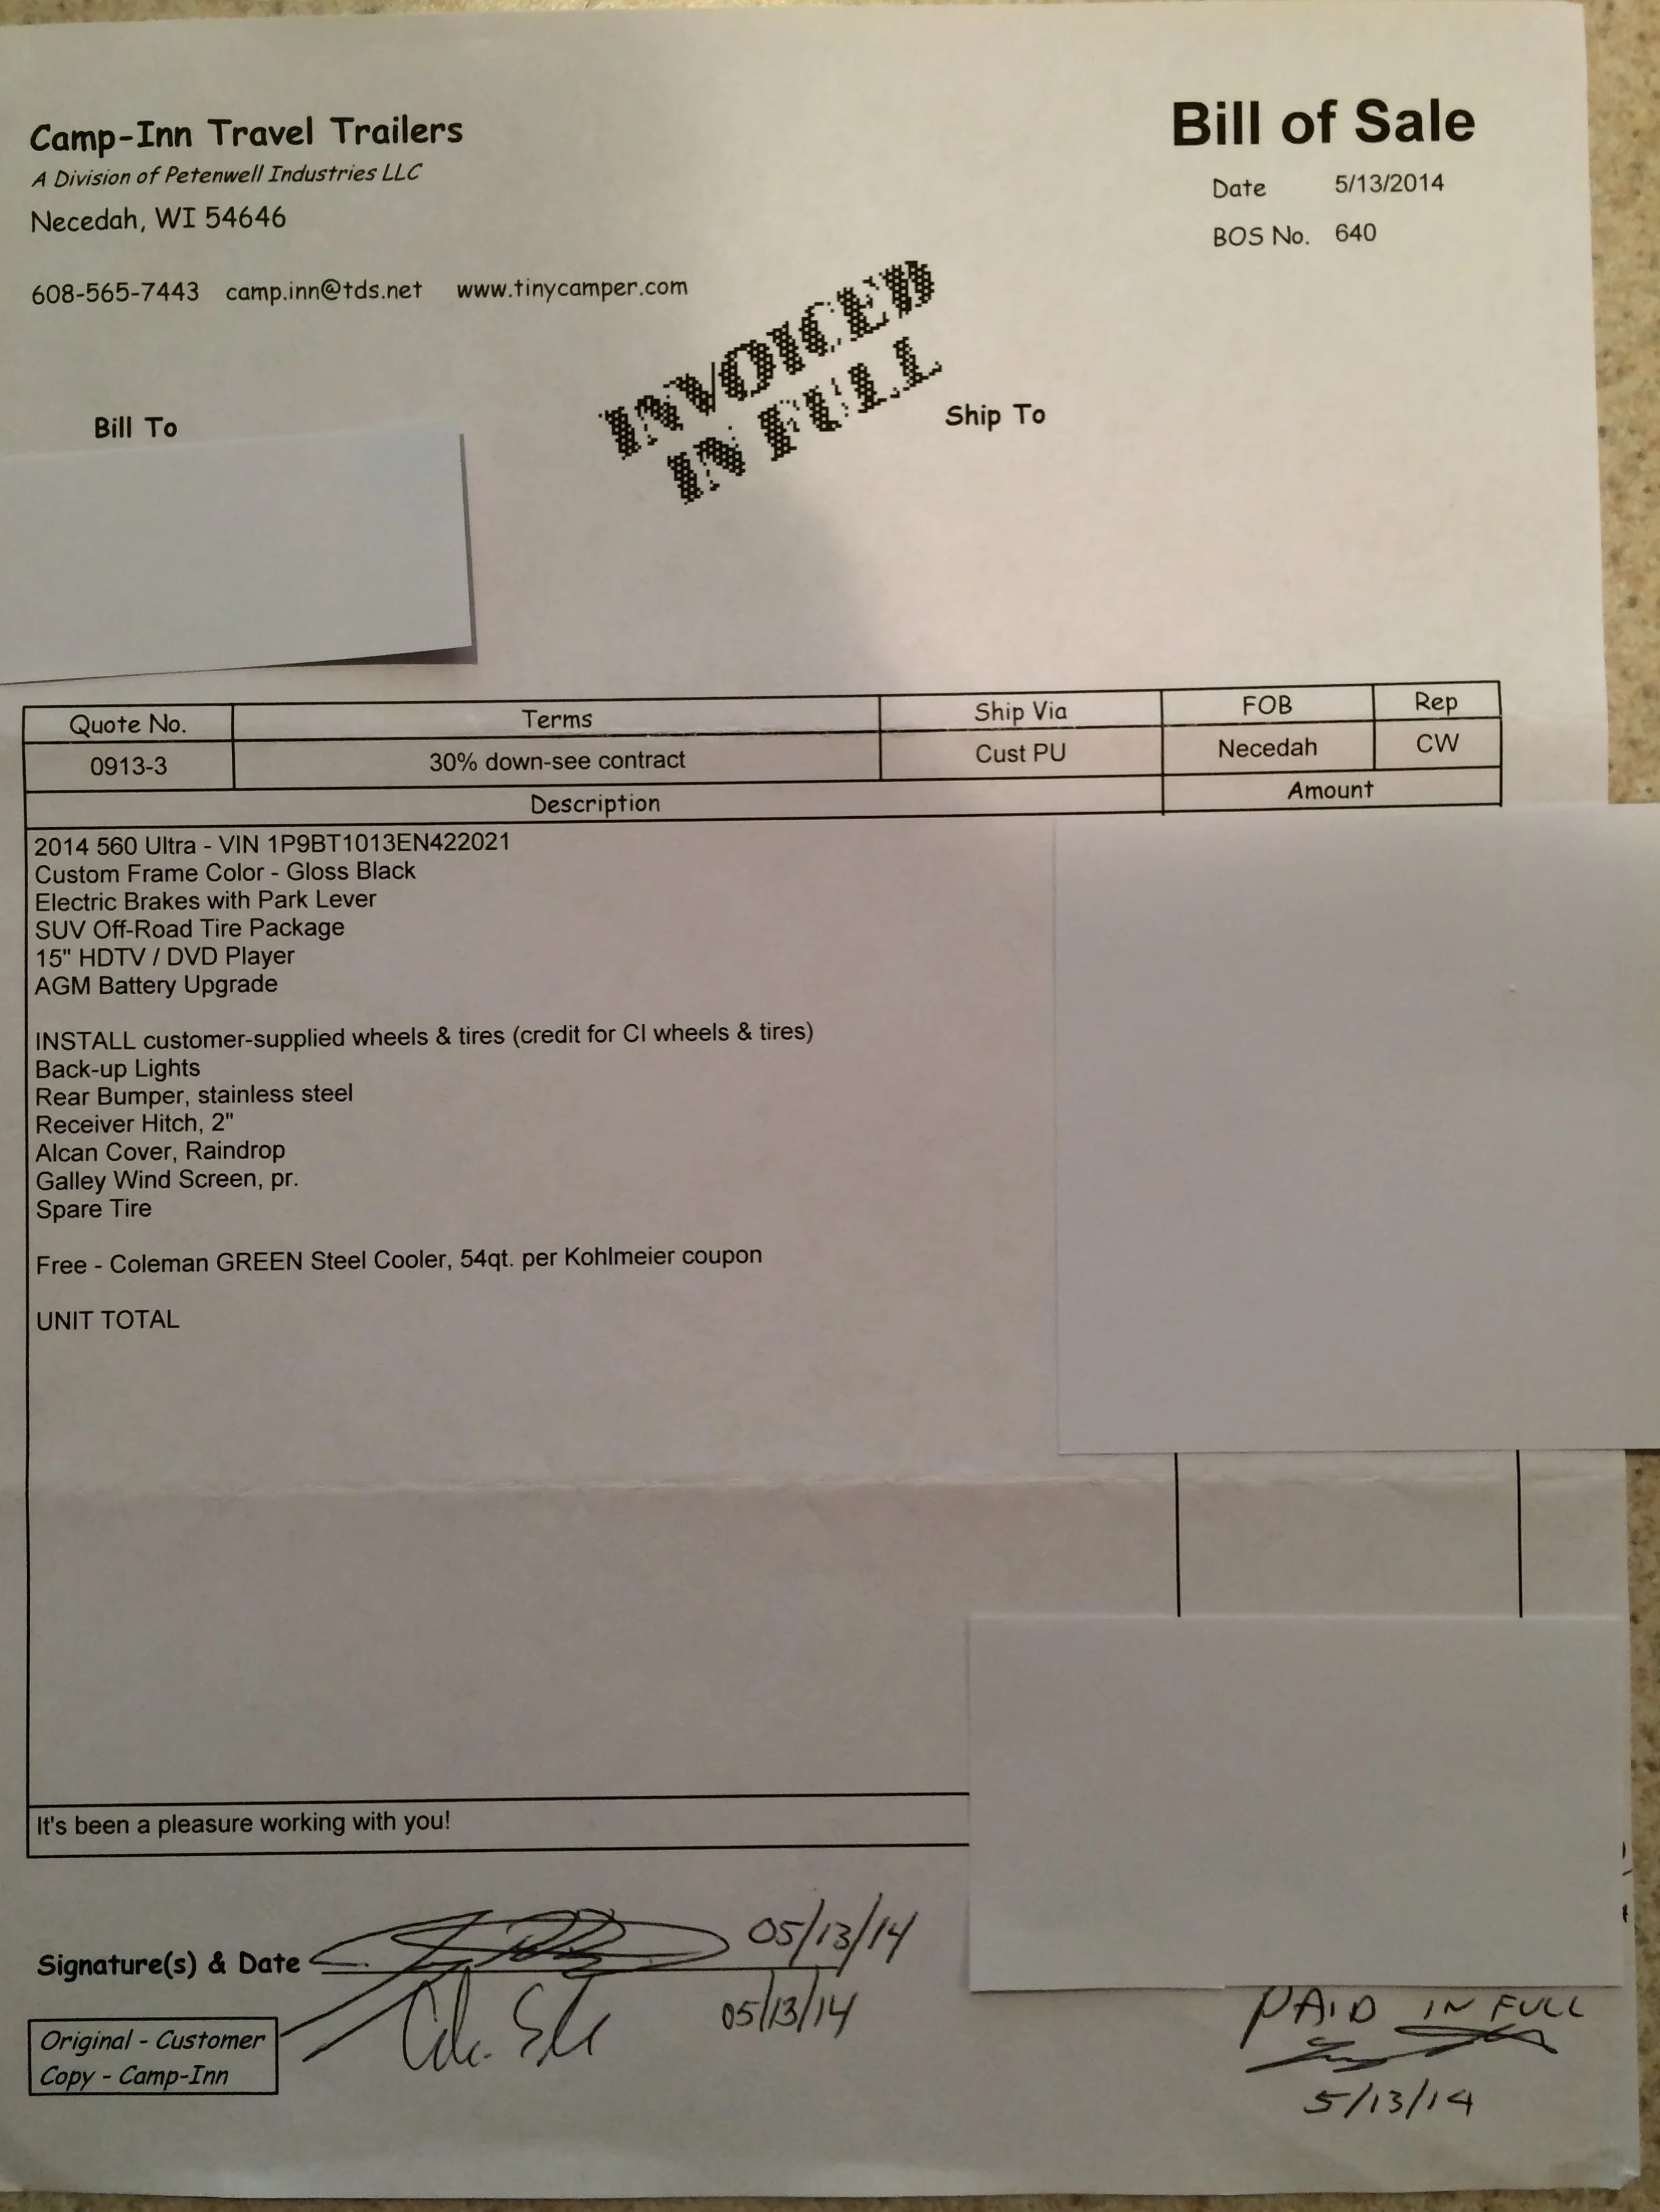 Camp-Inn Travel Trailers
A Division of Petenwell Industries LLC
Necedah, WI 54646
608-565-7443 camp.inn@tds.net www.tinycamper.com
Bill of Sale
Date 5/13/2014
BOS No. 640
INVOICED
IN FULL
Bill To
Ship To
Quote No. Terms Ship Via FOB Rep
0913-3 30% down-see contract Cust PU Necedah CW
Description Amount
2014 560 Ultra - VIN 1P9BT1013EN422021
Custom Frame Color - Gloss Black
Electric Brakes with Park Lever
SUV Off-Road Tire Package
15" HDTV / DVD Player
AGM Battery Upgrade
INSTALL customer-supplied wheels & tires (credit for CI wheels & tires)
Back-up Lights
Rear Bumper, stainless steel
Receiver Hitch, 2"
Alcan Cover, Raindrop
Galley Wind Screen, pr.
Spare Tire
Free - Coleman GREEN Steel Cooler, 54qt. per Kohlmeier coupon
UNIT TOTAL
It's been a pleasure working with you!
Signature(s) & Date 05/13/14
05/13/14
Original - Customer
Copy - Camp-Inn
PAID IN FULL
5/13/14